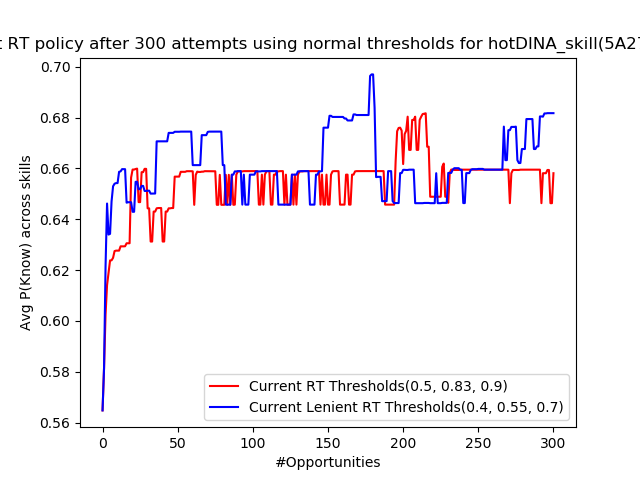 RT policy after 300 attempts using normal thresholds for hotDINA_skill(5A27
0.70
0.68
0.66
0.64
0.62
0.60
0.58
0.56
Avg P(Know) across skills
Current RT Thresholds(0.5, 0.83, 0.9)
Current Lenient RT Thresholds(0.4, 0.55, 0.7)
0 50 100 150 200 250 300
#Opportunities